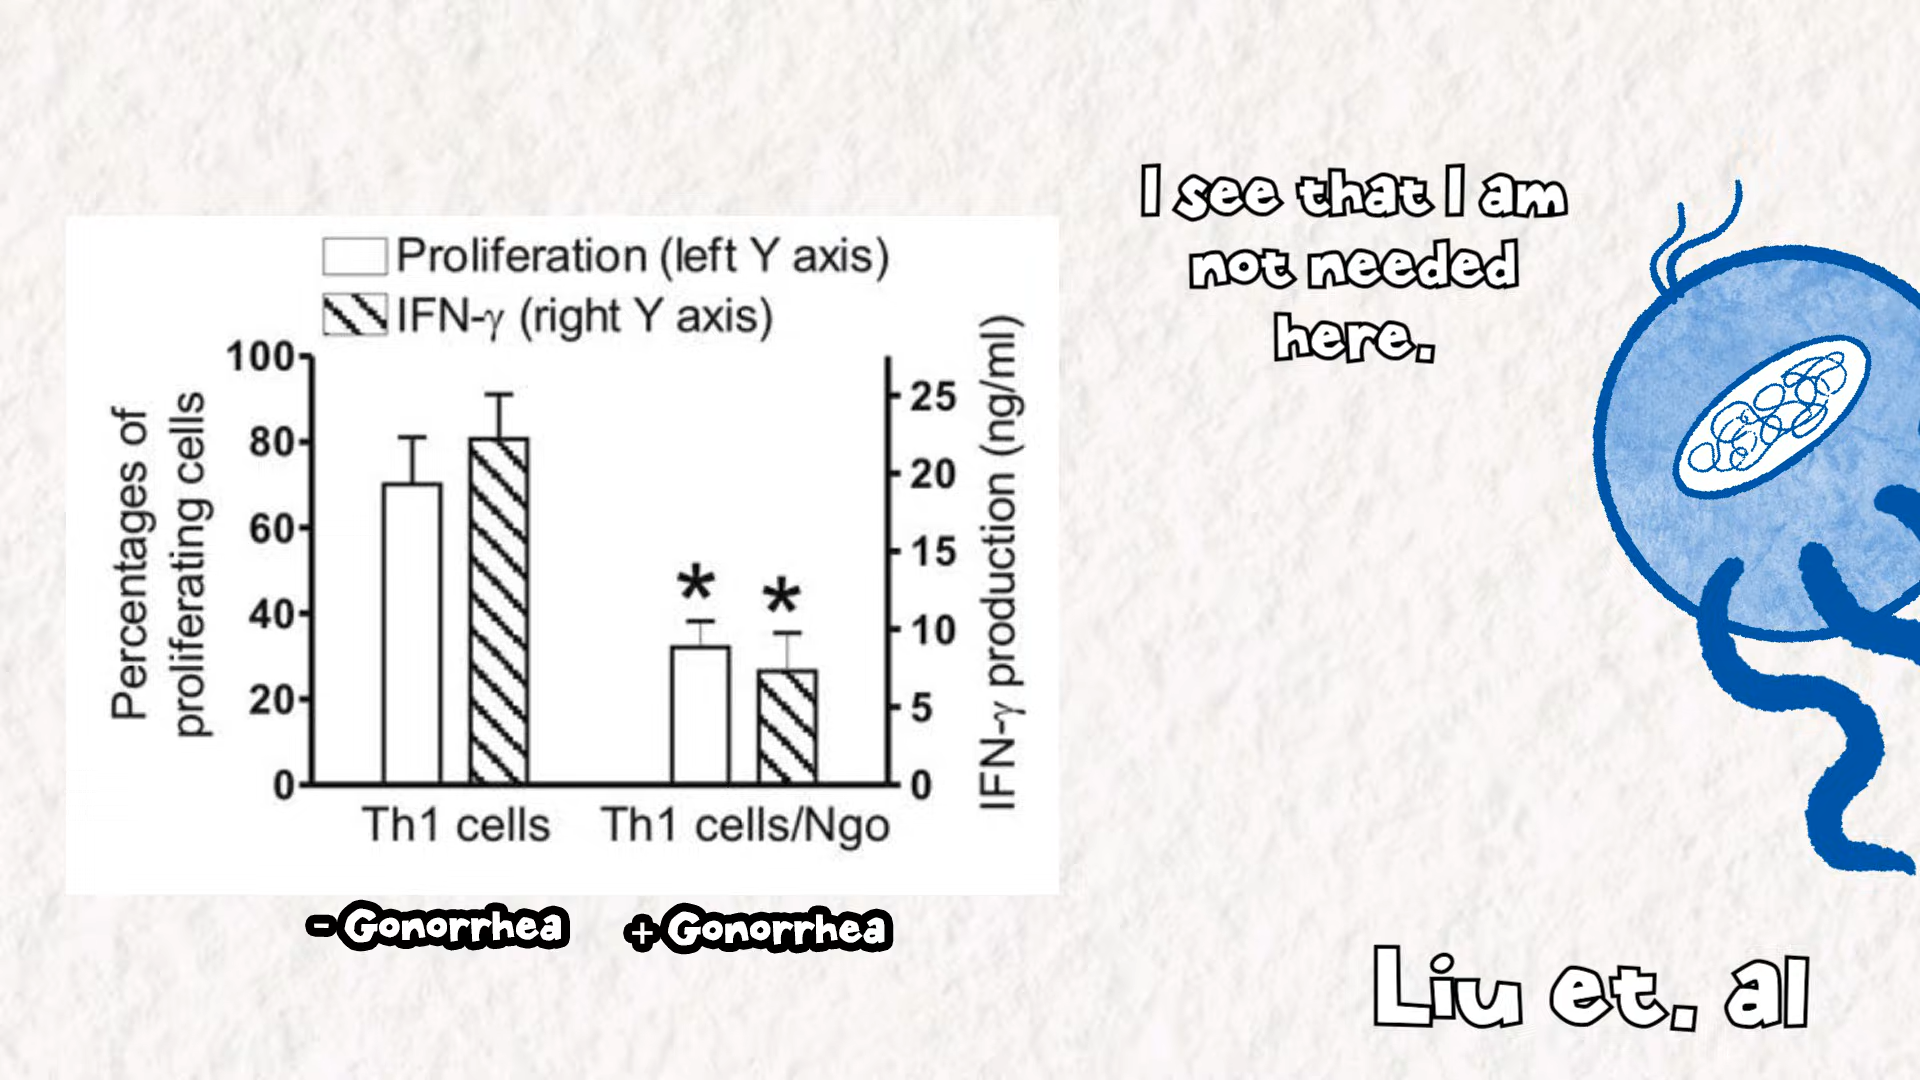 Proliferation (left Y axis)
IFN-γ (right Y axis)
Percentages of
proliferating cells
100
80
60
40
20
0
25
20
15
10
5
0
IFN-γ production (ng/ml)
*
*
Th1 cells
Th1 cells/Ngo
- Gonorrhea
+ Gonorrhea
I see that I am
not needed
here.
Liu et. al